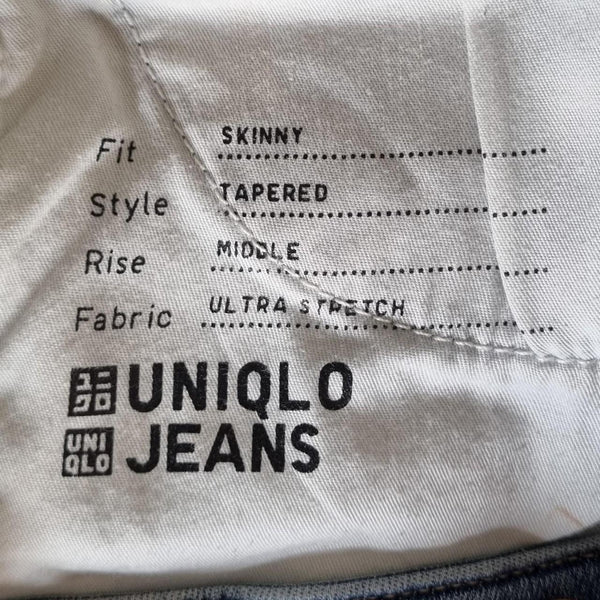 Fit SKINNY
Style TAPERED
Rise MIDDLE
Fabric ULTRA STRETCH
ユニクロ UNIQLO
UNIQLO JEANS